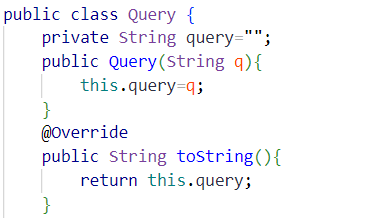 public class Query {
    private String query="";
    public Query(String q){
        this.query=q;
    }
    @Override
    public String toString(){
        return this.query;
    }